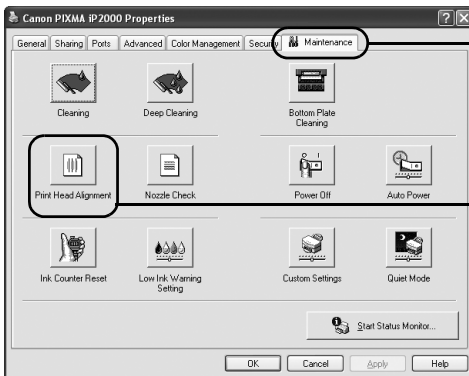 Canon PIXMA iP2000 Properties
General Sharing Ports Advanced Color Management Security Maintenance
Cleaning Deep Cleaning Bottom Plate Cleaning
Print Head Alignment Nozzle Check Power Off Auto Power
Ink Counter Reset Low Ink Warning Setting Custom Settings Quiet Mode
Start Status Monitor...
OK Cancel Apply Help